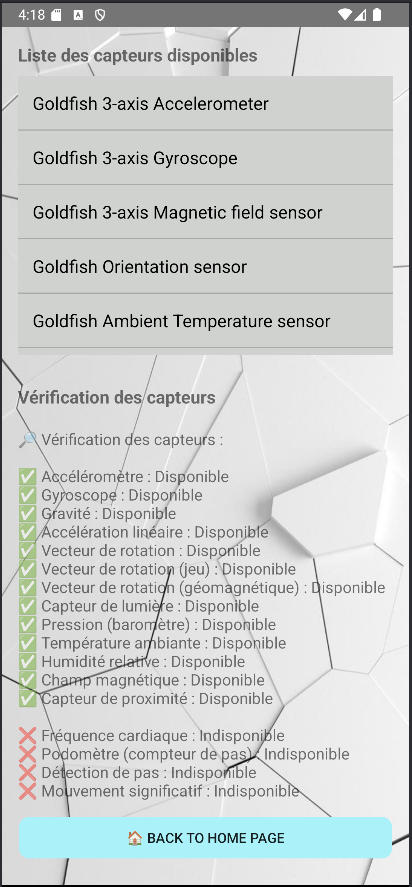 4:18
Liste des capteurs disponibles
Goldfish 3-axis Accelerometer
Goldfish 3-axis Gyroscope
Goldfish 3-axis Magnetic field sensor
Goldfish Orientation sensor
Goldfish Ambient Temperature sensor
Vérification des capteurs
🔎 Vérification des capteurs :
✅ Accéléromètre : Disponible
✅ Gyroscope : Disponible
✅ Gravité : Disponible
✅ Accélération linéaire : Disponible
✅ Vecteur de rotation : Disponible
✅ Vecteur de rotation (jeu) : Disponible
✅ Vecteur de rotation (géomagnétique) : Disponible
✅ Capteur de lumière : Disponible
✅ Pression (baromètre) : Disponible
✅ Température ambiante : Disponible
✅ Humidité relative : Disponible
✅ Champ magnétique : Disponible
✅ Capteur de proximité : Disponible
❌ Fréquence cardiaque : Indisponible
❌ Podomètre (compteur de pas) : Indisponible
❌ Détection de pas : Indisponible
❌ Mouvement significatif : Indisponible
🏠 BACK TO HOME PAGE